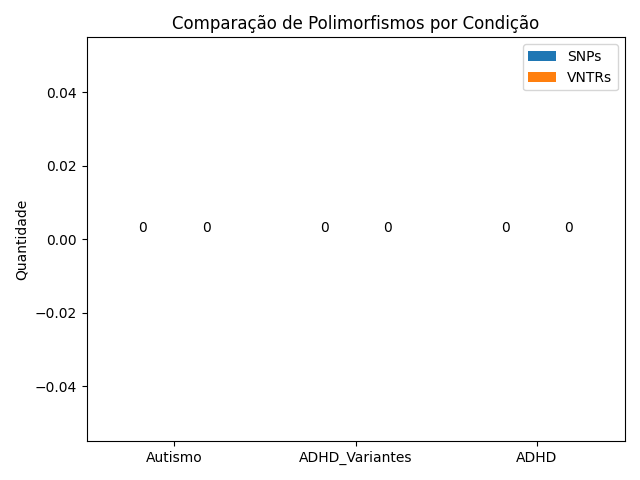 Comparação de Polimorfismos por Condição
SNPs
VNTRs
Quantidade
0.04
0.02
0.00
−0.02
−0.04
0 0 0 0 0 0
Autismo ADHD_Variantes ADHD